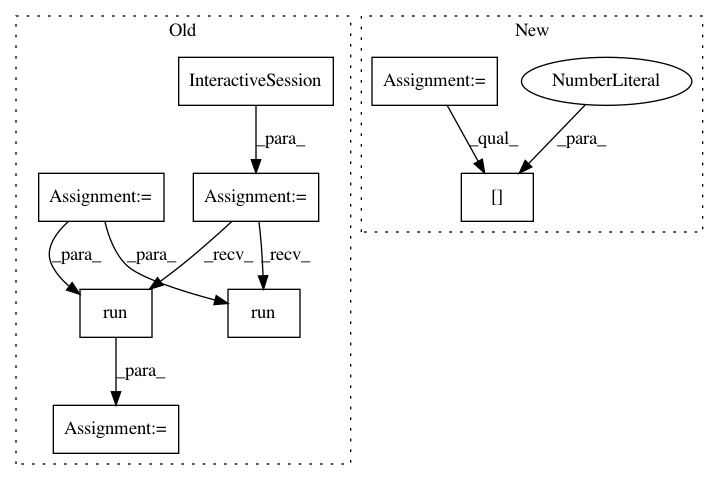 Old
New
InteractiveSession
Assignment:=
NumberLiteral
_para_
_qual_
_para_
Assignment:=
Assignment:=
[]
_para_
_para_
_recv_
_recv_
run
run
_para_
Assignment:=